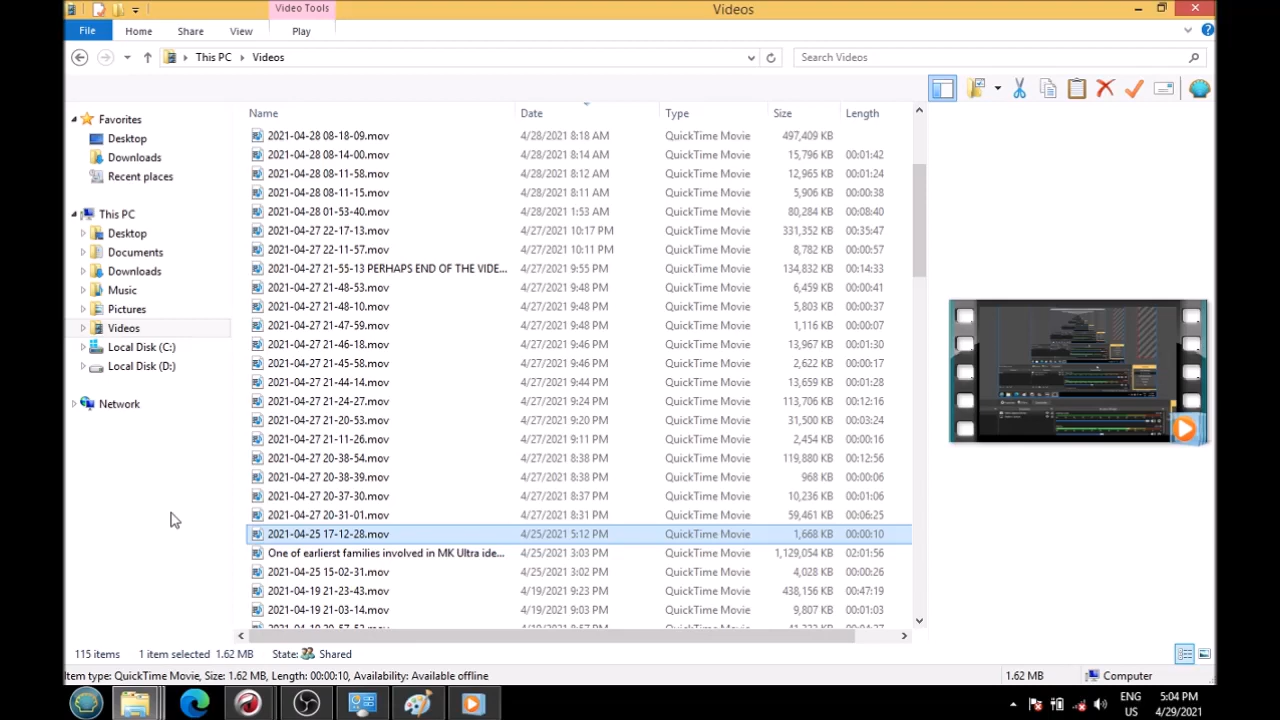 Video Tools
Videos
File Home Share View Play
This PC Videos
Search Videos
Name Date Type Size Length
Favorites
Desktop
Downloads
Recent places
This PC
Desktop
Documents
Downloads
Music
Pictures
Videos
Local Disk (C:)
Local Disk (D:)
Network
2021-04-28 08-18-09.mov 4/28/2021 8:18 AM QuickTime Movie 497,409 KB
2021-04-28 08-14-00.mov 4/28/2021 8:14 AM QuickTime Movie 15,796 KB 00:01:42
2021-04-28 08-11-58.mov 4/28/2021 8:12 AM QuickTime Movie 12,965 KB 00:01:24
2021-04-28 08-11-15.mov 4/28/2021 8:11 AM QuickTime Movie 5,906 KB 00:00:38
2021-04-28 01-53-40.mov 4/28/2021 1:53 AM QuickTime Movie 80,284 KB 00:08:40
2021-04-27 22-17-13.mov 4/27/2021 10:17 PM QuickTime Movie 331,352 KB 00:35:47
2021-04-27 22-11-57.mov 4/27/2021 10:11 PM QuickTime Movie 8,782 KB 00:00:57
2021-04-27 21-55-13 PERHAPS END OF THE VIDE... 4/27/2021 9:55 PM QuickTime Movie 134,832 KB 00:14:33
2021-04-27 21-48-53.mov 4/27/2021 9:48 PM QuickTime Movie 6,459 KB 00:00:41
2021-04-27 21-48-10.mov 4/27/2021 9:48 PM QuickTime Movie 5,803 KB 00:00:37
2021-04-27 21-47-59.mov 4/27/2021 9:48 PM QuickTime Movie 1,116 KB 00:00:07
2021-04-27 21-46-18.mov 4/27/2021 9:46 PM QuickTime Movie 13,967 KB 00:01:30
2021-04-27 21-45-58.mov 4/27/2021 9:46 PM QuickTime Movie 2,622 KB 00:00:17
2021-04-27 21-44-14.mov 4/27/2021 9:44 PM QuickTime Movie 13,659 KB 00:01:28
2021-04-27 21-24-27.mov 4/27/2021 9:24 PM QuickTime Movie 113,706 KB 00:12:16
2021-04-27 21-20-53.mov 4/27/2021 9:20 PM QuickTime Movie 31,500 KB 00:03:24
2021-04-27 21-11-26.mov 4/27/2021 9:11 PM QuickTime Movie 2,454 KB 00:00:16
2021-04-27 20-38-54.mov 4/27/2021 8:38 PM QuickTime Movie 119,880 KB 00:12:56
2021-04-27 20-38-39.mov 4/27/2021 8:38 PM QuickTime Movie 968 KB 00:00:06
2021-04-27 20-37-30.mov 4/27/2021 8:37 PM QuickTime Movie 10,236 KB 00:01:06
2021-04-27 20-31-01.mov 4/27/2021 8:31 PM QuickTime Movie 59,461 KB 00:06:25
2021-04-25 17-12-28.mov 4/25/2021 5:12 PM QuickTime Movie 1,668 KB 00:00:10
One of earlierst families involved in MK Ultra ide... 4/25/2021 3:03 PM QuickTime Movie 1,129,054 KB 02:01:56
2021-04-25 15-02-31.mov 4/25/2021 3:02 PM QuickTime Movie 4,028 KB 00:00:26
2021-04-19 21-23-43.mov 4/19/2021 9:23 PM QuickTime Movie 438,156 KB 00:47:19
2021-04-19 21-03-14.mov 4/19/2021 9:03 PM QuickTime Movie 9,807 KB 00:01:03
115 items 1 item selected 1.62 MB State: Shared
Item type: QuickTime Movie, Size: 1.62 MB, Length: 00:00:10, Availability: Available offline 1.62 MB Computer
ENG 5:04 PM
US 4/29/2021